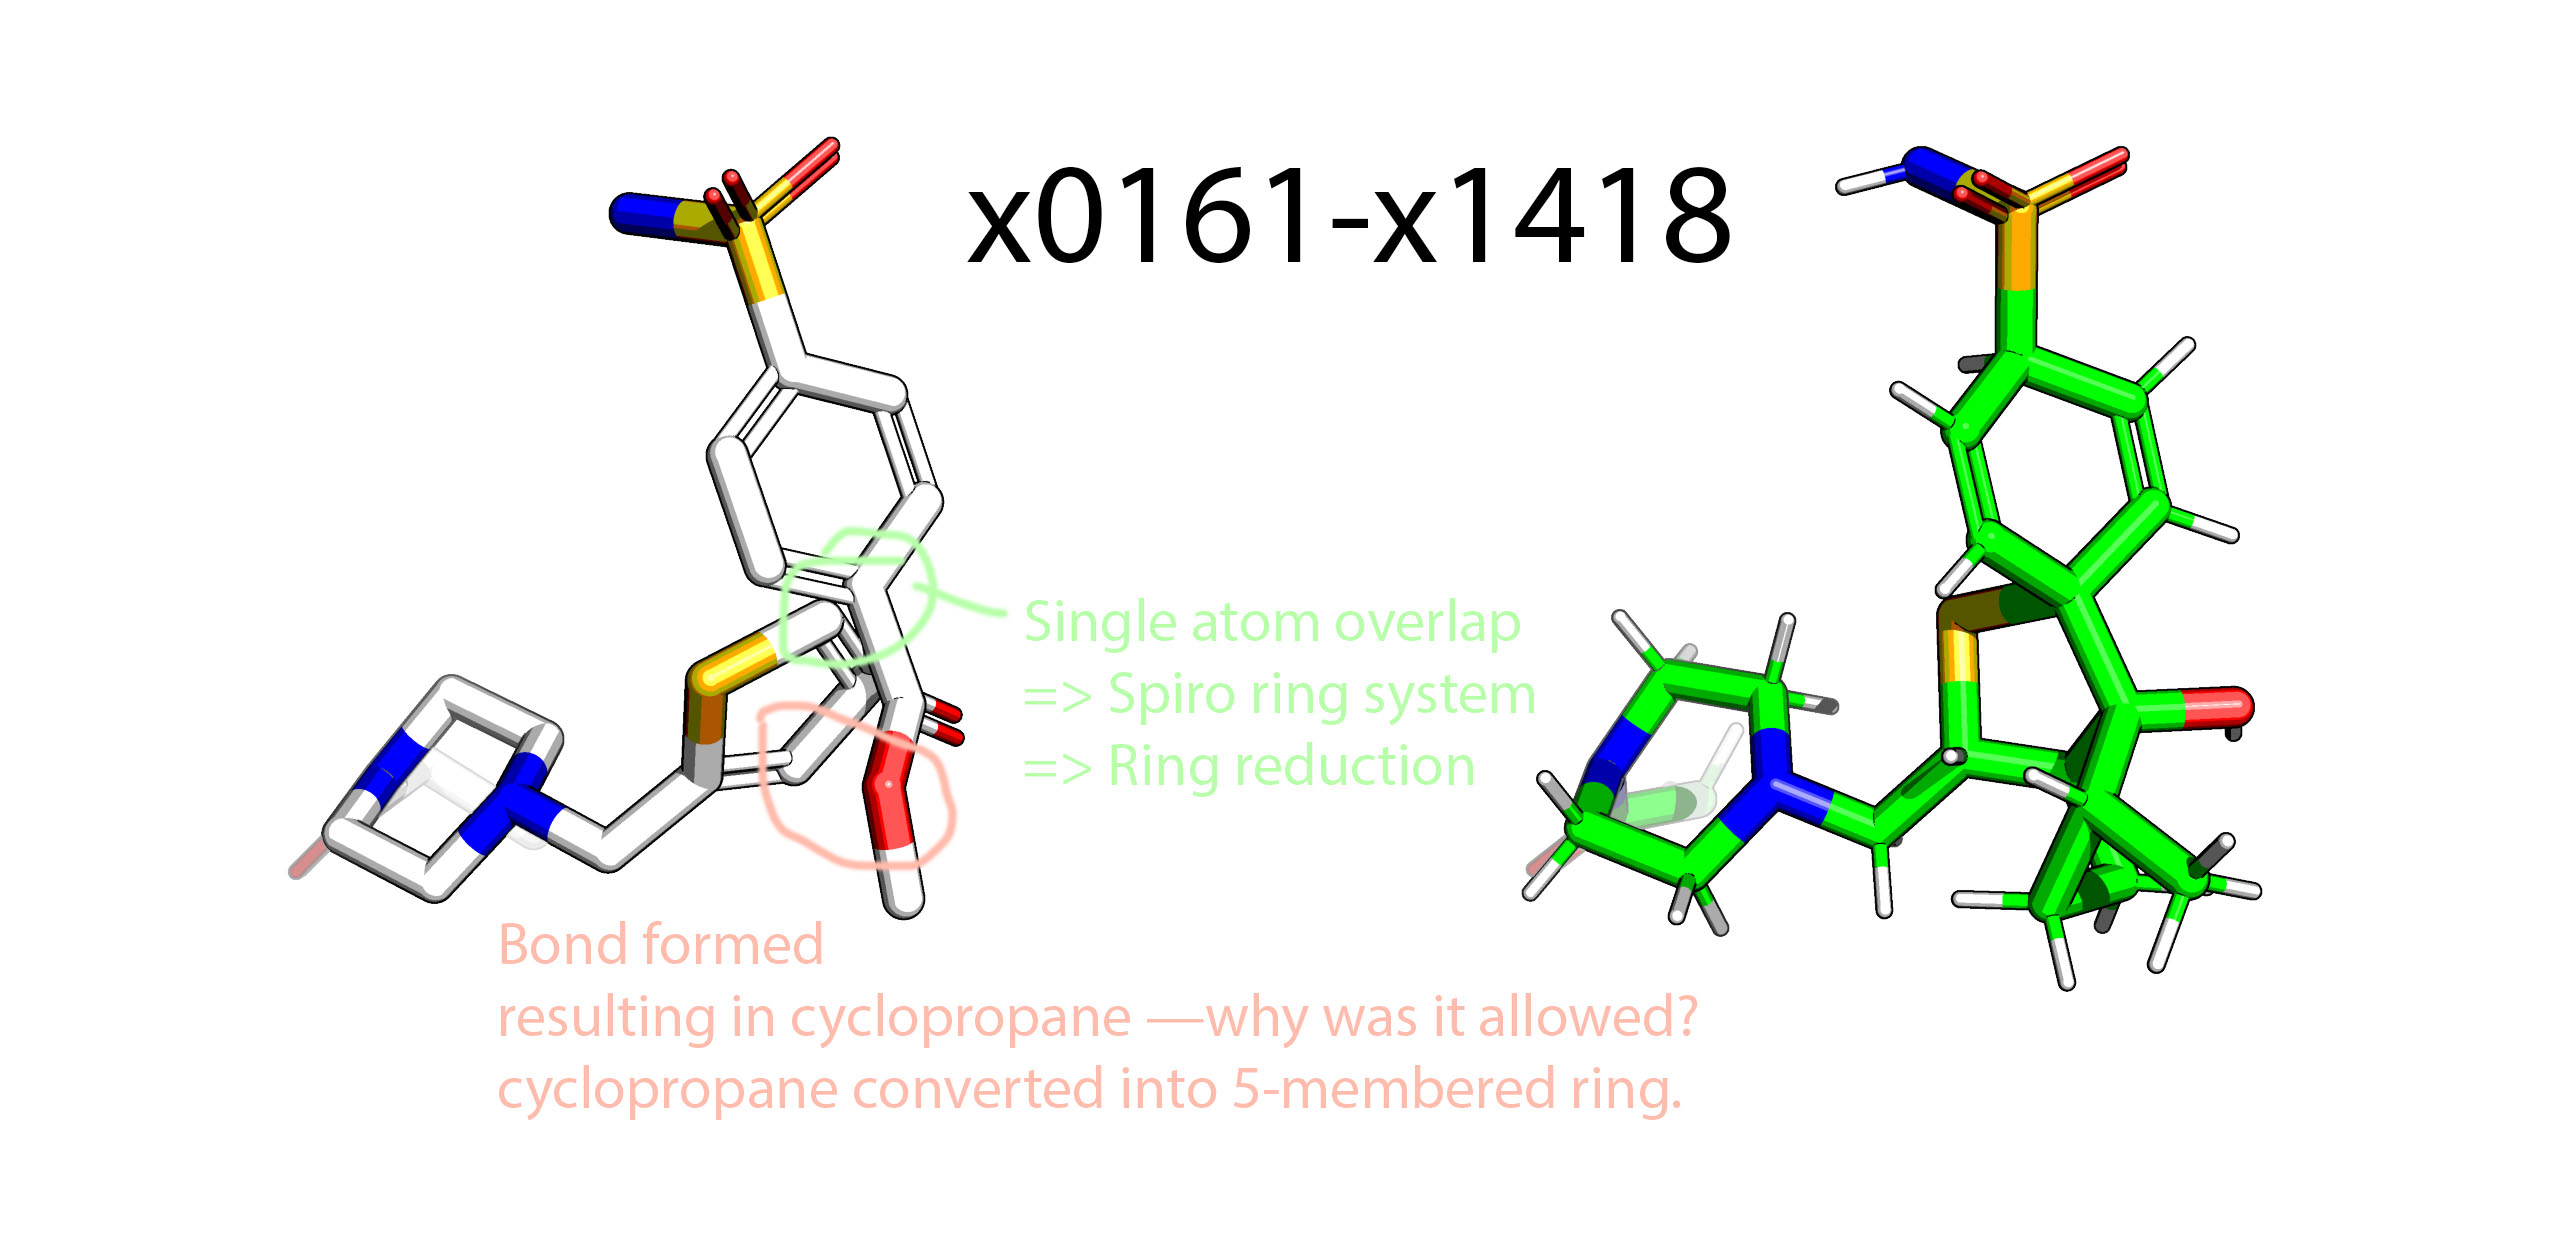 x0161-x1418
Single atom overlap
=> Spiro ring system
=> Ring reduction
Bond formed
resulting in cyclopropane —why was it allowed?
cyclopropane converted into 5-membered ring.